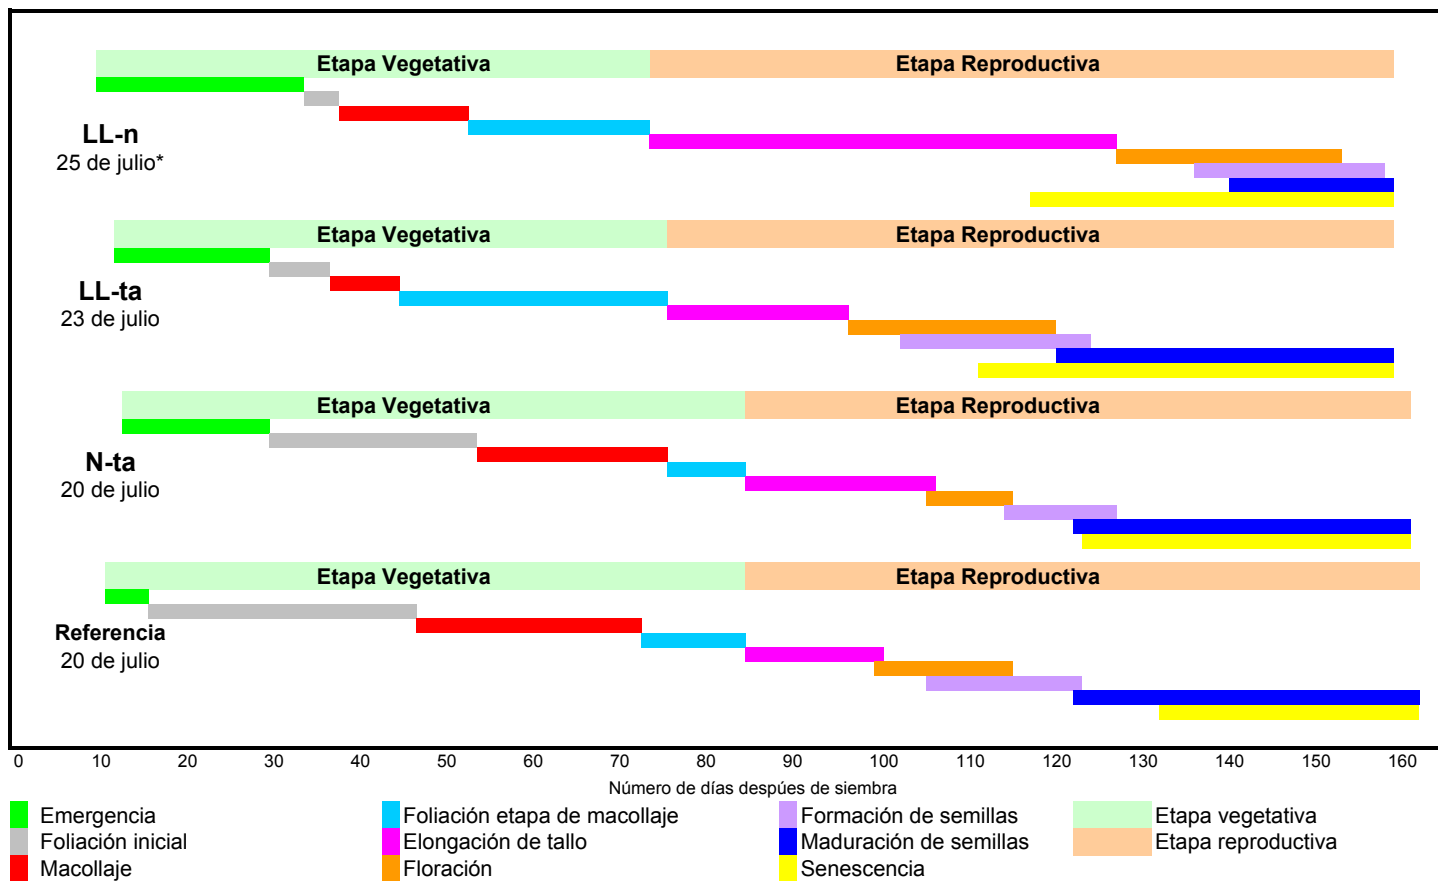 Etapa Vegetativa Etapa Reproductiva
LL-n
25 de julio*
Etapa Vegetativa Etapa Reproductiva
LL-ta
23 de julio
Etapa Vegetativa Etapa Reproductiva
N-ta
20 de julio
Etapa Vegetativa Etapa Reproductiva
Referencia
20 de julio
0 10 20 30 40 50 60 70 80 90 100 110 120 130 140 150 160
Número de días despúes de siembra
Emergencia Foliación etapa de macollaje Formación de semillas Etapa vegetativa
Foliación inicial Elongación de tallo Maduración de semillas Etapa reproductiva
Macollaje Floración Senescencia